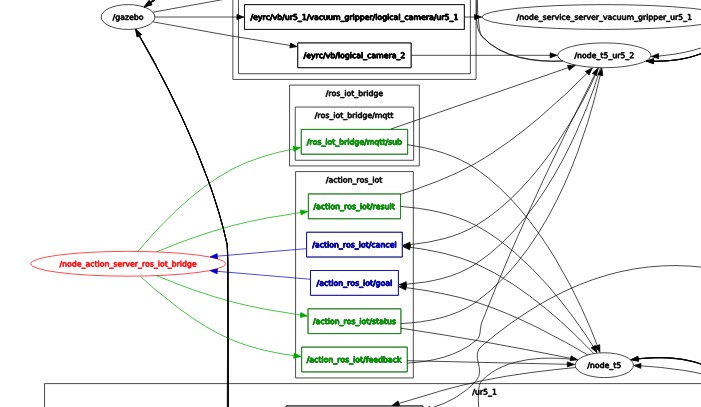 /gazebo
/eyrc/vb/ur5_1/vacuum_gripper/logical_camera/ur5_1
/node_service_server_vacuum_gripper_ur5_1
/eyrc/vb/logical_camera_2
/node_t5_ur5_2
/ros_iot_bridge
/ros_iot_bridge/mqtt
/ros_iot_bridge/mqtt/sub
/action_ros_iot
/action_ros_iot/result
/action_ros_iot/cancel
/node_action_server_ros_iot_bridge
/action_ros_iot/goal
/action_ros_iot/status
/action_ros_iot/feedback
/node_t5
/ur5_1